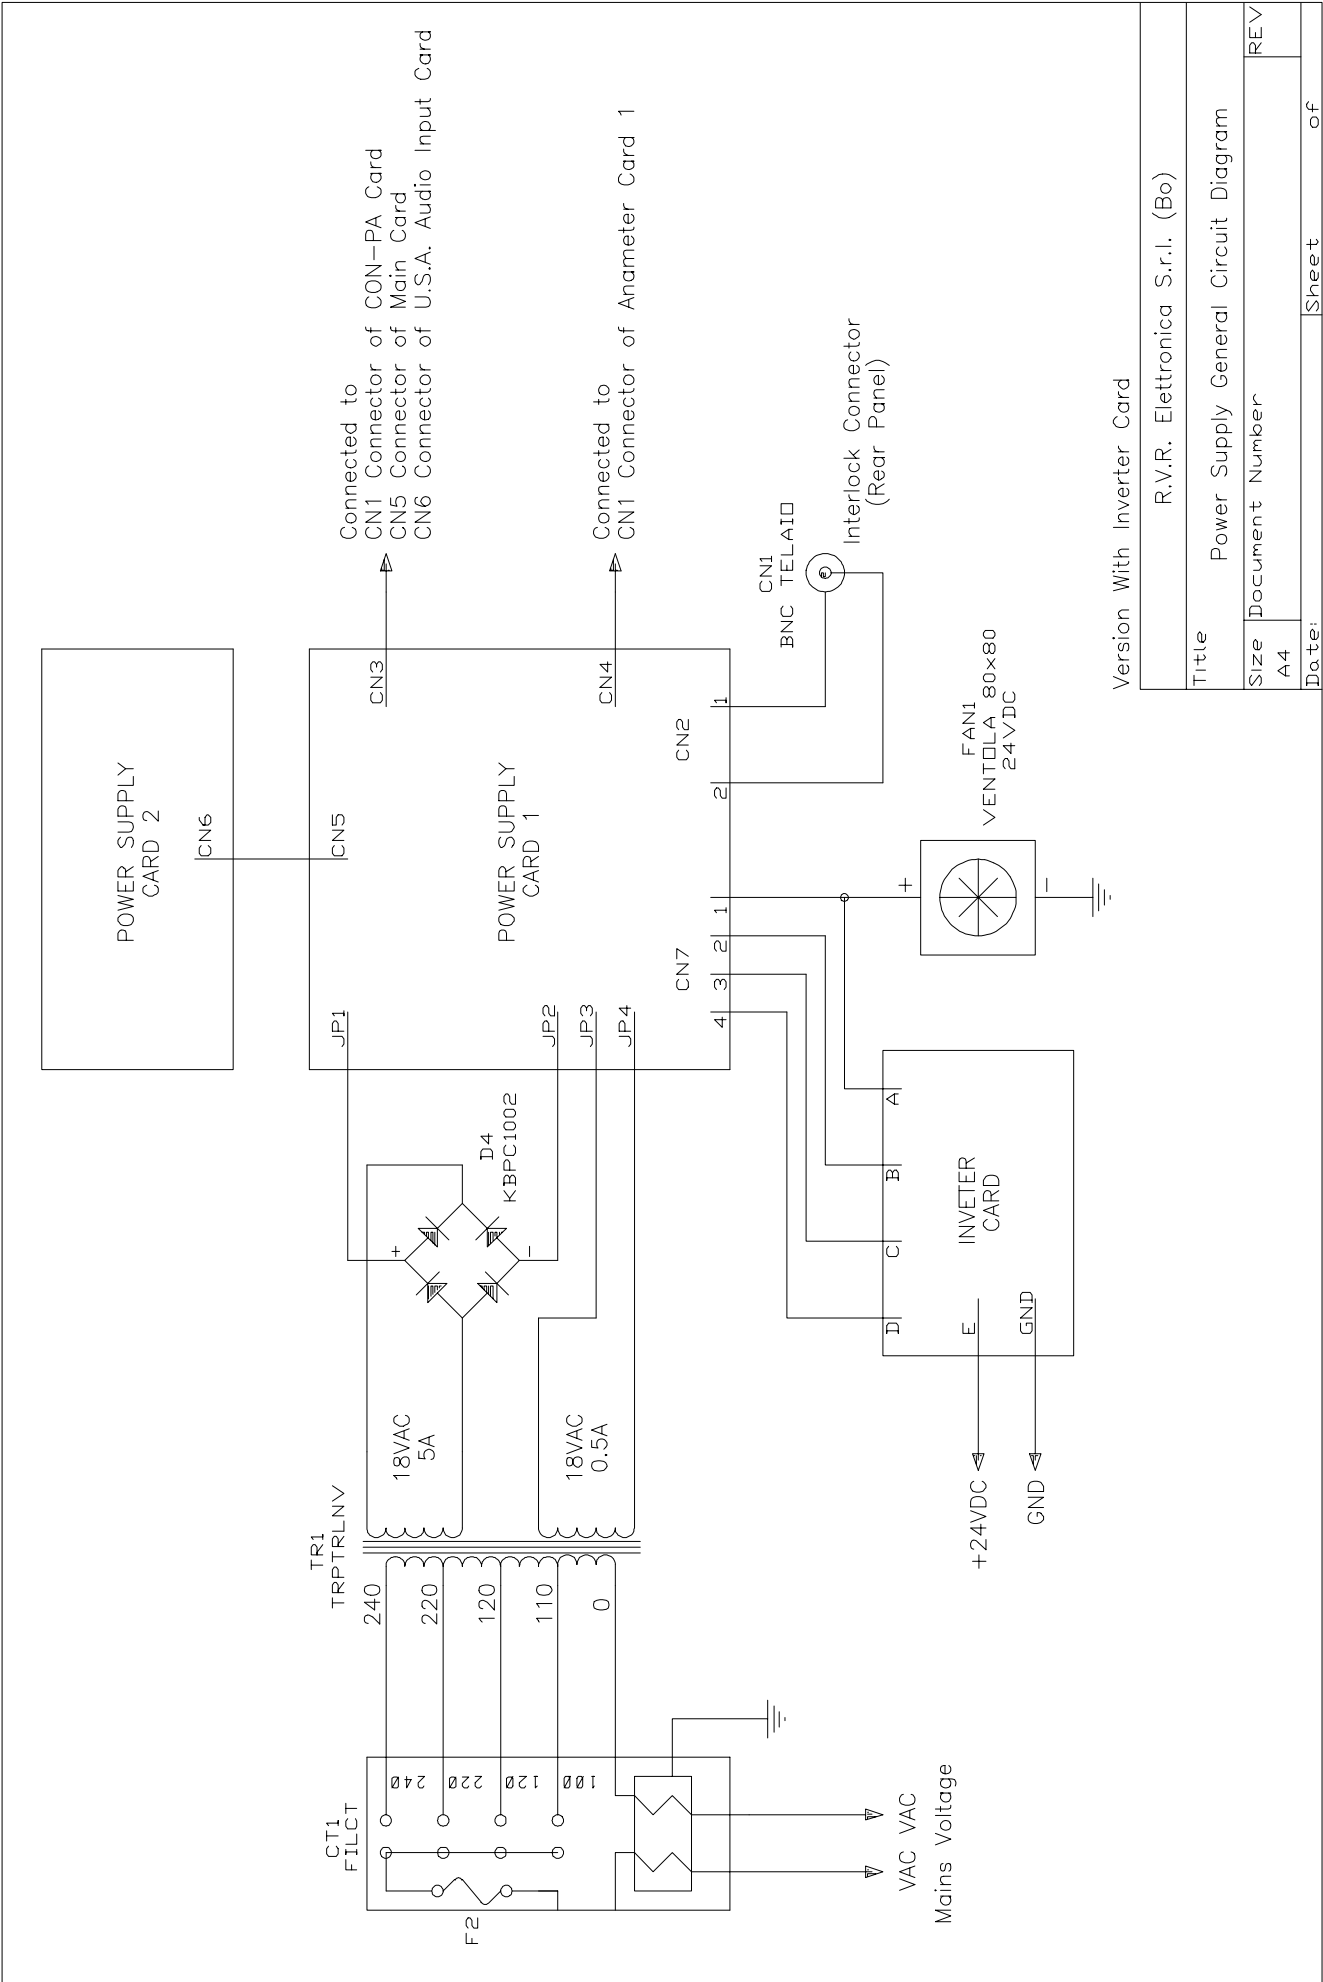 POWER SUPPLY
CARD 2
CN6
CN5
POWER SUPPLY
CARD 1
JP1
JP2
JP3
JP4
CN3
CN4
CN2
1
2
CN7
1
2
3
4
Connected to
CN1 Connector of CON-PA Card
CN5 Connector of Main Card
CN6 Connector of U.S.A. Audio Input Card
Connected to
CN1 Connector of Anameter Card 1
CN1
BNC TELAIO
Interlock Connector
(Rear Panel)
FAN1
VENTOLA 80x80
24VDC
+
-
D4
KBPC1002
+
-
18VAC
5A
18VAC
0.5A
TR1
TRPTRLNV
240
220
120
110
0
CT1
FILCT
240
220
120
100
F2
VAC VAC
Mains Voltage
INVETER
CARD
A
B
C
D
E
GND
+24VDC
GND
Version With Inverter Card
R.V.R. Elettronica S.r.l. (Bo)
Title
Power Supply General Circuit Diagram
Size
Document Number
REV
A4
Date:
Sheet of